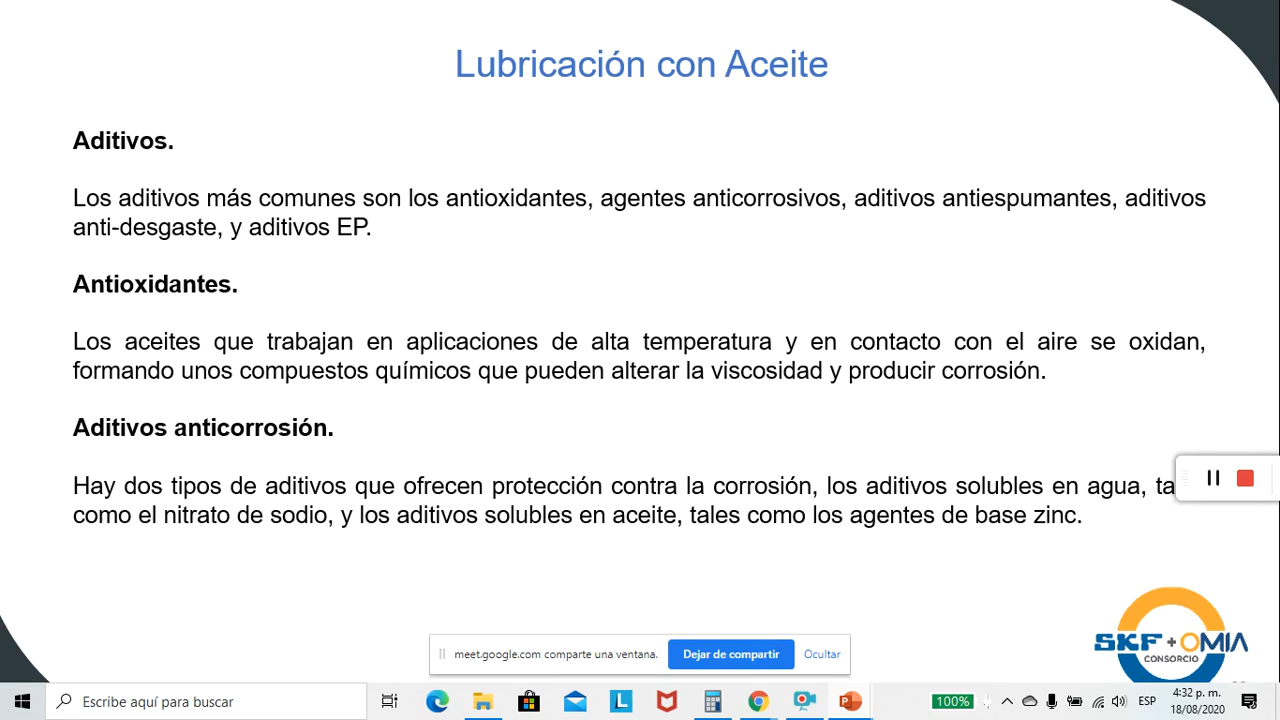 Lubricación con Aceite
Aditivos.
Los aditivos más comunes son los antioxidantes, agentes anticorrosivos, aditivos antiespumantes, aditivos
anti-desgaste, y aditivos EP.
Antioxidantes.
Los aceites que trabajan en aplicaciones de alta temperatura y en contacto con el aire se oxidan,
formando unos compuestos químicos que pueden alterar la viscosidad y producir corrosión.
Aditivos anticorrosión.
Hay dos tipos de aditivos que ofrecen protección contra la corrosión, los aditivos solubles en agua,
como el nitrato de sodio, y los aditivos solubles en aceite, tales como los agentes de base zinc.
SKF + OMIA
CONSORCIO
meet.google.com comparte una ventana.
Dejar de compartir
Ocultar
Escribe aquí para buscar
100%
ESP
4:32 p. m.
18/08/2020